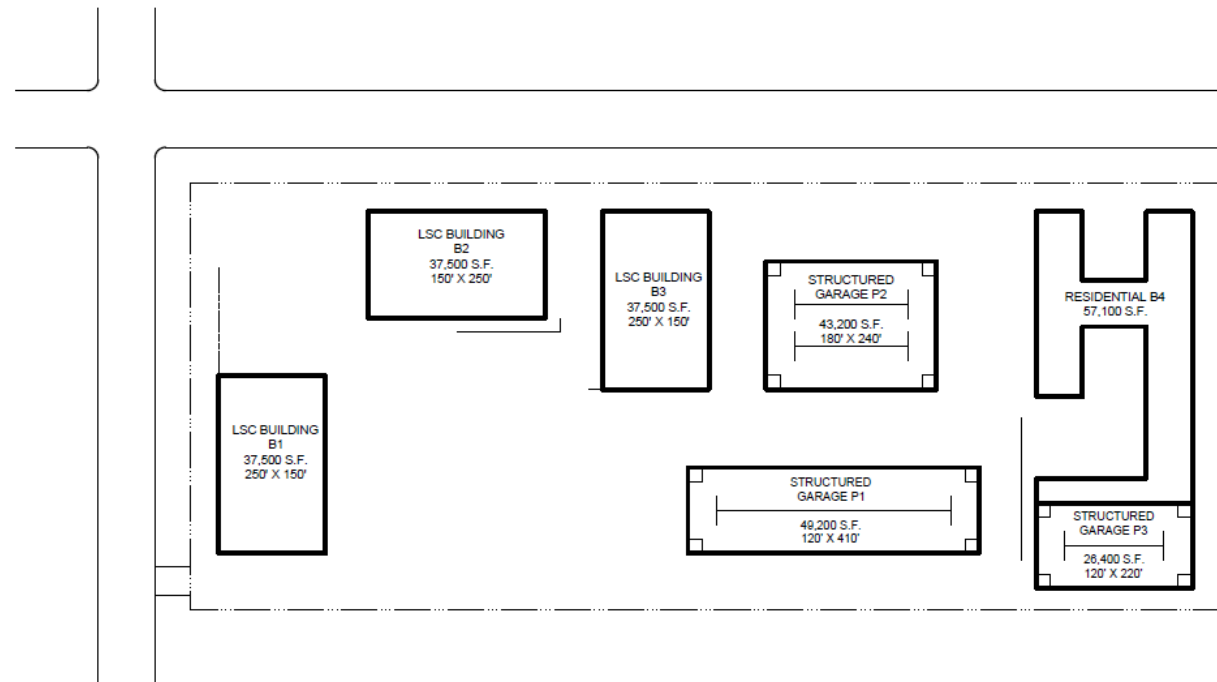 LSC BUILDING
B2
37,500 S.F.
150' X 250'
LSC BUILDING
B3
37,500 S.F.
250' X 150'
STRUCTURED
GARAGE P2
43,200 S.F.
180' X 240'
RESIDENTIAL B4
57,100 S.F.
LSC BUILDING
B1
37,500 S.F.
250' X 150'
STRUCTURED
GARAGE P1
49,200 S.F.
120' X 410'
STRUCTURED
GARAGE P3
26,400 S.F.
120' X 220'